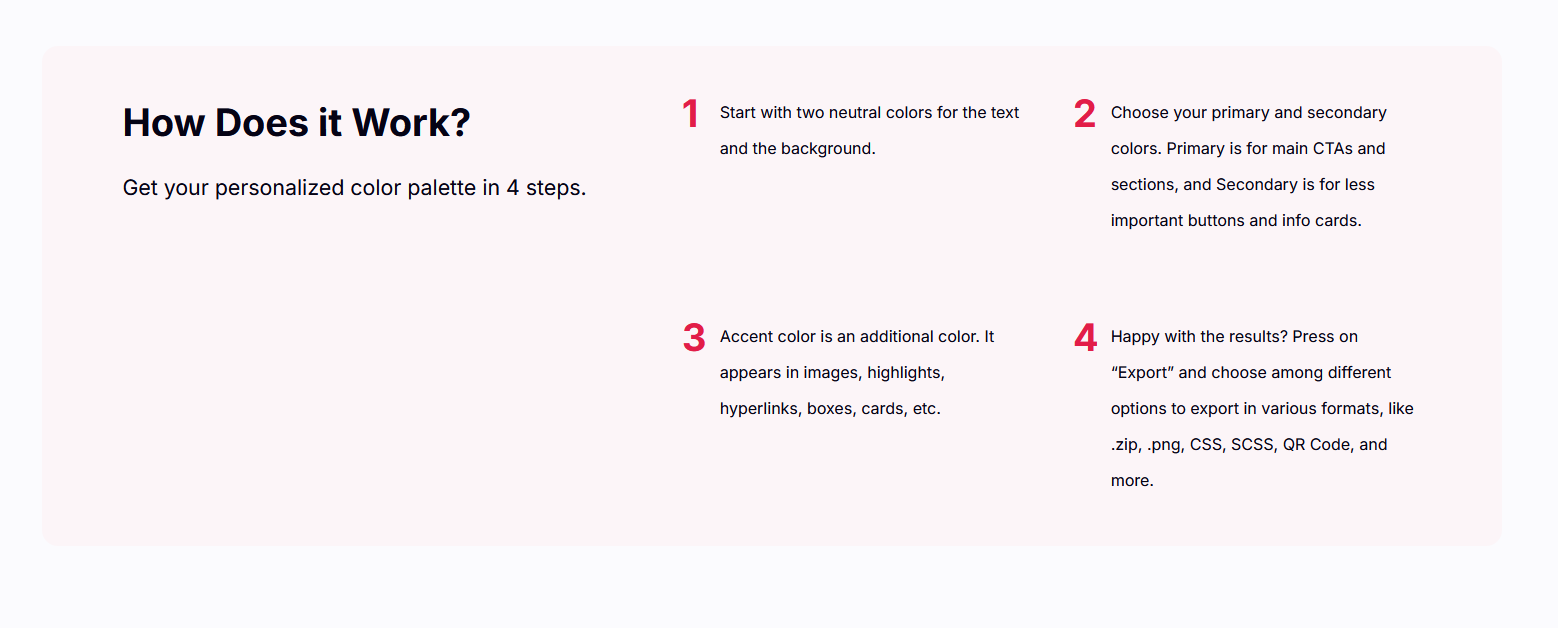 How Does it Work?
Get your personalized color palette in 4 steps.
1
Start with two neutral colors for the text
and the background.
2
Choose your primary and secondary
colors. Primary is for main CTAs and
sections, and Secondary is for less
important buttons and info cards.
3
Accent color is an additional color. It
appears in images, highlights,
hyperlinks, boxes, cards, etc.
4
Happy with the results? Press on
“Export” and choose among different
options to export in various formats, like
.zip, .png, CSS, SCSS, QR Code, and
more.